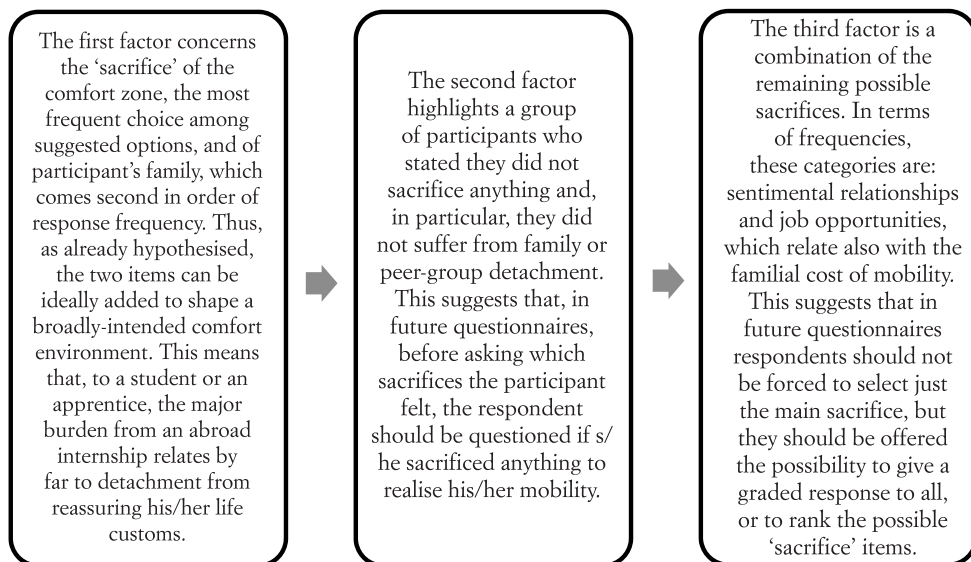 The first factor concerns
the ‘sacrifice’ of the
comfort zone, the most
frequent choice among
suggested options, and of
participant’s family, which
comes second in order of
response frequency. Thus,
as already hypothesised,
the two items can be
ideally added to shape a
broadly-intended comfort
environment. This means
that, to a student or an
apprentice, the major
burden from an abroad
internship relates by
far to detachment from
reassuring his/her life
customs.
The second factor
highlights a group
of participants who
stated they did not
sacrifice anything and,
in particular, they did
not suffer from family or
peer-group detachment.
This suggests that, in
future questionnaires,
before asking which
sacrifices the participant
felt, the respondent
should be questioned if s/
he sacrificed anything to
realise his/her mobility.
The third factor is a
combination of the
remaining possible
sacrifices. In terms
of frequencies,
these categories are:
sentimental relationships
and job opportunities,
which relate also with the
familial cost of mobility.
This suggests that in
future questionnaires
respondents should not
be forced to select just
the main sacrifice, but
they should be offered
the possibility to give a
graded response to all,
or to rank the possible
‘sacrifice’ items.